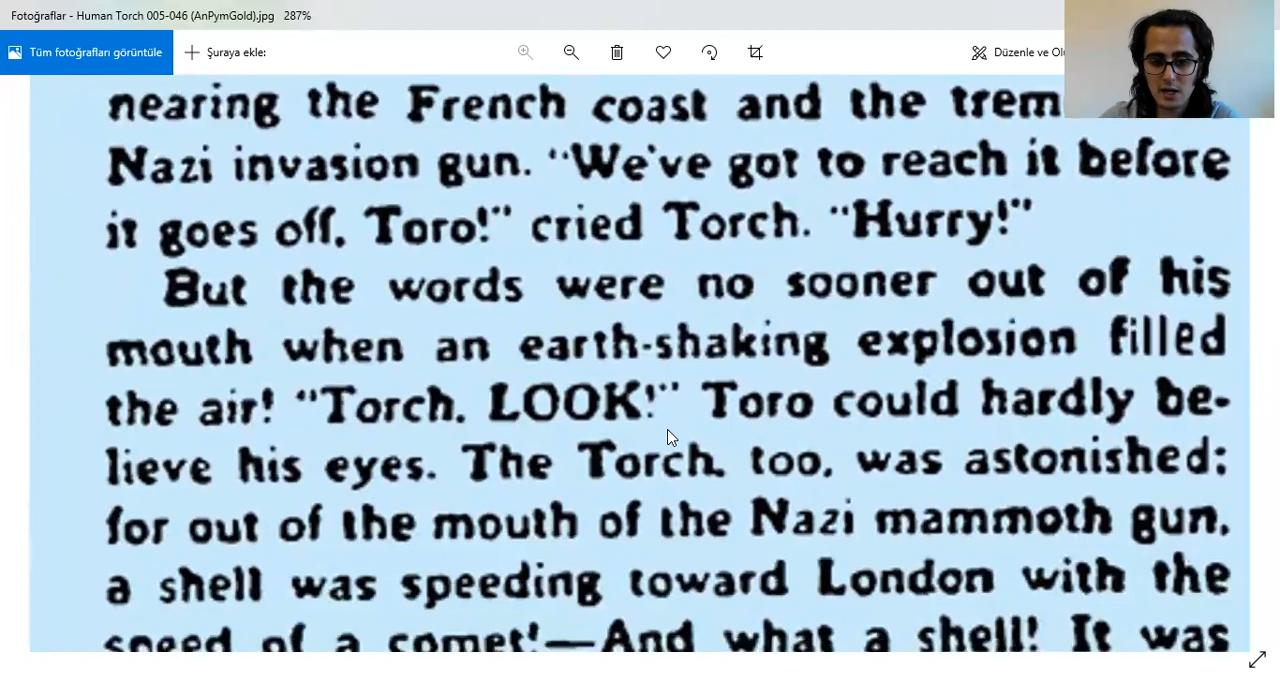 Fotoğraflar - Human Torch 005-046 (AnPymGold).jpg   287%
Tüm fotoğrafları görüntüle   Şuraya ekle:   Düzenle ve Ol
nearing the French coast and the trem
Nazi invasion gun. "We've got to reach it before
it goes off, Toro!" cried Torch. "Hurry!"
But the words were no sooner out of his
mouth when an earth-shaking explosion filled
the air! "Torch, LOOK!" Toro could hardly be-
lieve his eyes. The Torch, too, was astonished;
for out of the mouth of the Nazi mammoth gun,
a shell was speeding toward London with the
speed of a comet!—And what a shell! It was